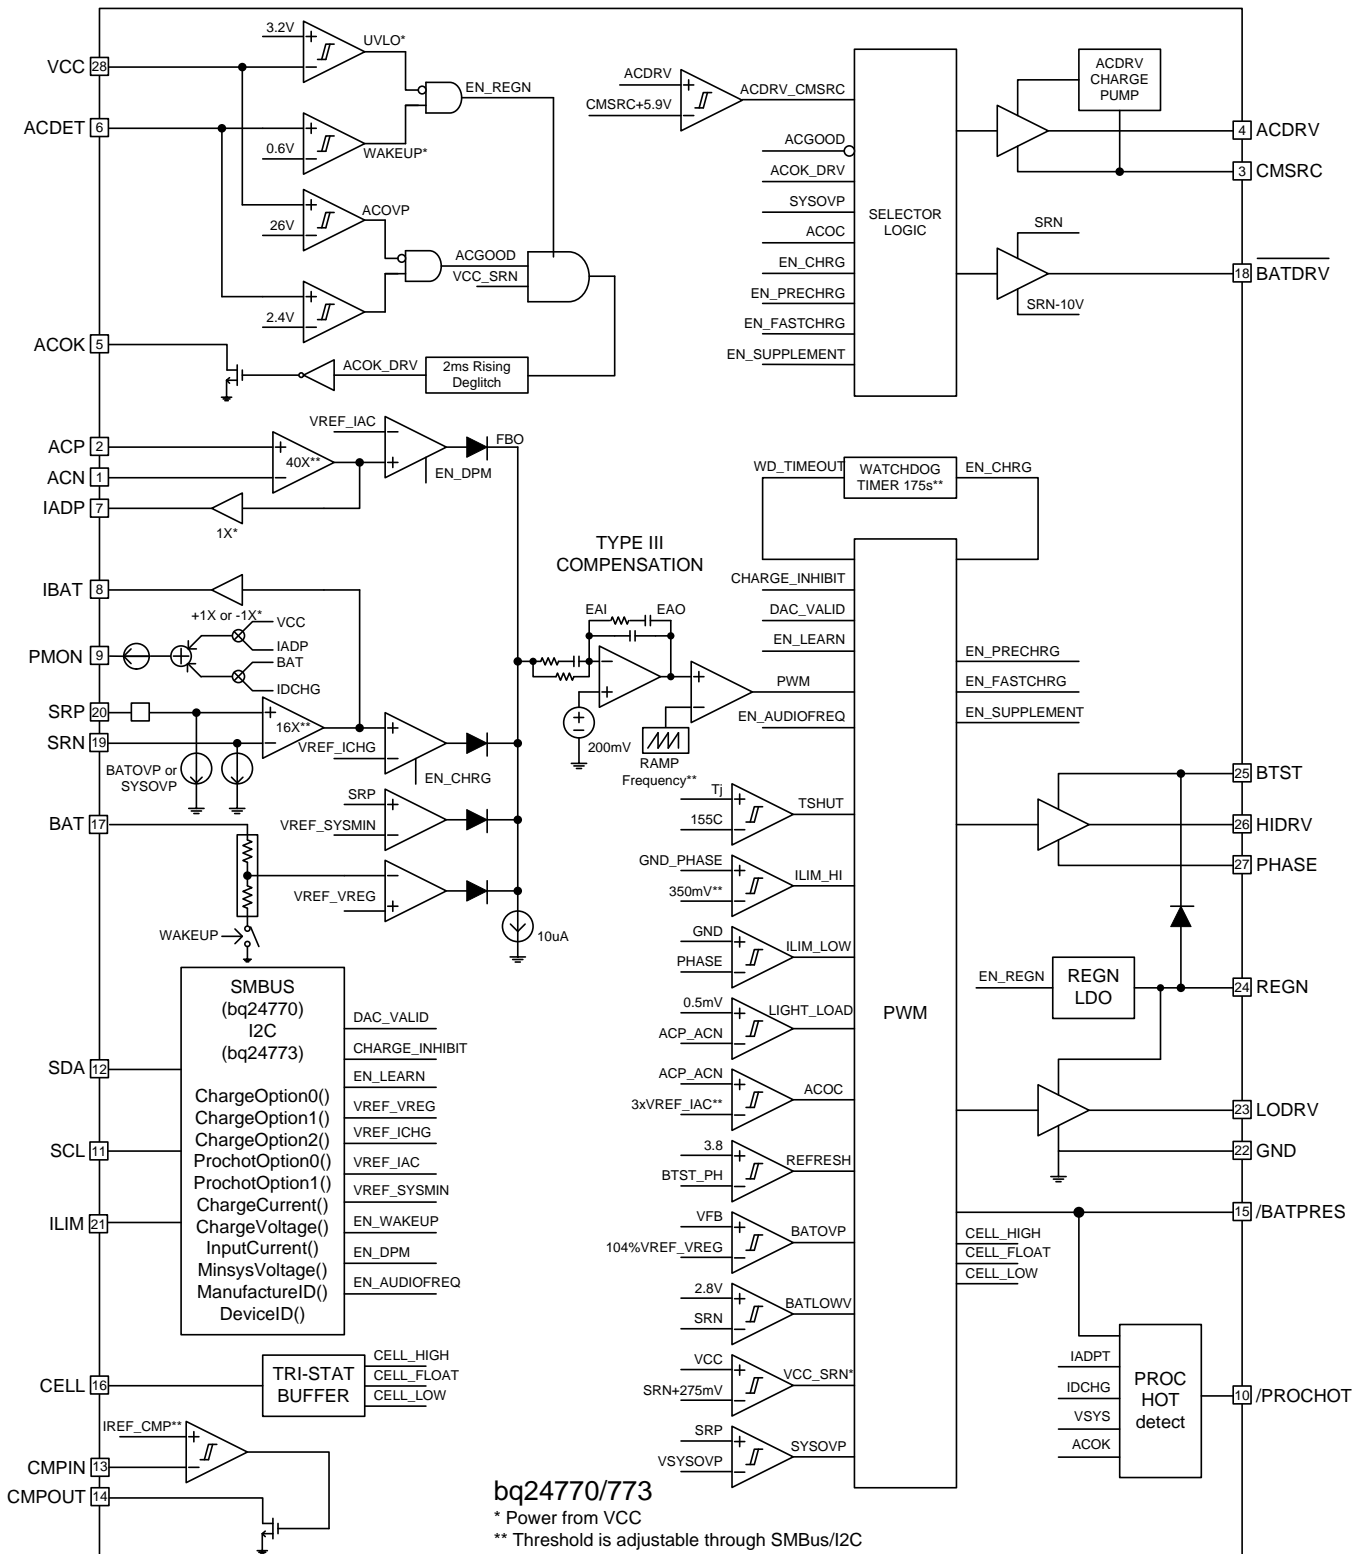 3.2V
UVLO*
VCC 28
EN_REGN
ACDET 6
0.6V
WAKEUP*
ACOVP
26V
ACGOOD
VCC_SRN
2.4V
ACOK 5
ACOK_DRV
2ms Rising
Deglitch
ACDRV
CMSRC+5.9V
ACDRV_CMSRC
ACGOOD
ACOK_DRV
SYSOVP
ACOC
EN_CHRG
EN_PRECHRG
EN_FASTCHRG
EN_SUPPLEMENT
SELECTOR
LOGIC
ACDRV
CHARGE
PUMP
4 ACDRV
3 CMSRC
SRN
18 BATDRV
SRN-10V
VREF_IAC
ACP 2
40X**
FBO
ACN 1
EN_DPM
IADP 7
1X*
WD_TIMEOUT
WATCHDOG
TIMER 175s**
EN_CHRG
TYPE III
COMPENSATION
IBAT 8
+1X or -1X*
VCC
IADP
PMON 9
BAT
IDCHG
SRP 20
16X**
SRN 19
VREF_ICHG
BATOVP or
SYSOVP
EN_CHRG
SRP
VREF_SYSMIN
BAT 17
VREF_VREG
WAKEUP
10uA
EAI
EAO
200mV
RAMP
Frequency**
CHARGE_INHIBIT
DAC_VALID
EN_LEARN
PWM
EN_AUDIOFREQ
EN_PRECHRG
EN_FASTCHRG
EN_SUPPLEMENT
Tj
155C
TSHUT
GND_PHASE
350mV**
ILIM_HI
GND
PHASE
ILIM_LOW
0.5mV
ACP_ACN
LIGHT_LOAD
ACP_ACN
3xVREF_IAC**
ACOC
3.8
BTST_PH
REFRESH
VFB
104%VREF_VREG
BATOVP
2.8V
SRN
BATLOWV
VCC
SRN+275mV
VCC_SRN*
SRP
VSYSOVP
SYSOVP
PWM
25 BTST
26 HIDRV
27 PHASE
EN_REGN
REGN
LDO
24 REGN
23 LODRV
22 GND
15 /BATPRES
CELL_HIGH
CELL_FLOAT
CELL_LOW
IADPT
IDCHG
VSYS
ACOK
PROC
HOT
detect
10 /PROCHOT
SMBUS
(bq24770)
I2C
(bq24773)
ChargeOption0()
ChargeOption1()
ChargeOption2()
ProchotOption0()
ProchotOption1()
ChargeCurrent()
ChargeVoltage()
InputCurrent()
MinsysVoltage()
ManufactureID()
DeviceID()
DAC_VALID
CHARGE_INHIBIT
EN_LEARN
VREF_VREG
VREF_ICHG
VREF_IAC
VREF_SYSMIN
EN_WAKEUP
EN_DPM
EN_AUDIOFREQ
SDA 12
SCL 11
ILIM 21
CELL 16
TRI-STAT
BUFFER
CELL_HIGH
CELL_FLOAT
CELL_LOW
IREF_CMP**
CMPIN 13
CMPOUT 14
bq24770/773
* Power from VCC
** Threshold is adjustable through SMBus/I2C